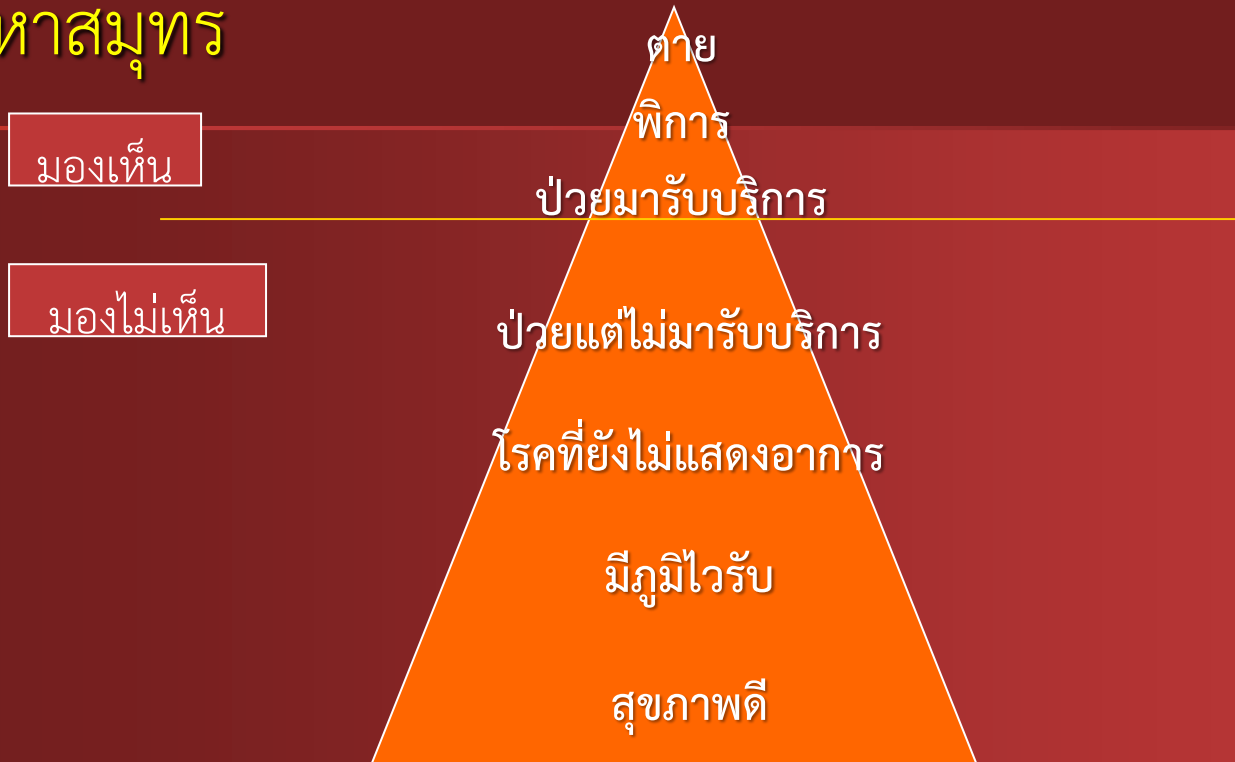 หาสมุทร
ตาย
พิการ
มองเห็น
ป่วยมารับบริการ
มองไม่เห็น
ป่วยแต่ไม่มารับบริการ
โรคที่ยังไม่แสดงอาการ
มีภูมิไวรับ
สุขภาพดี